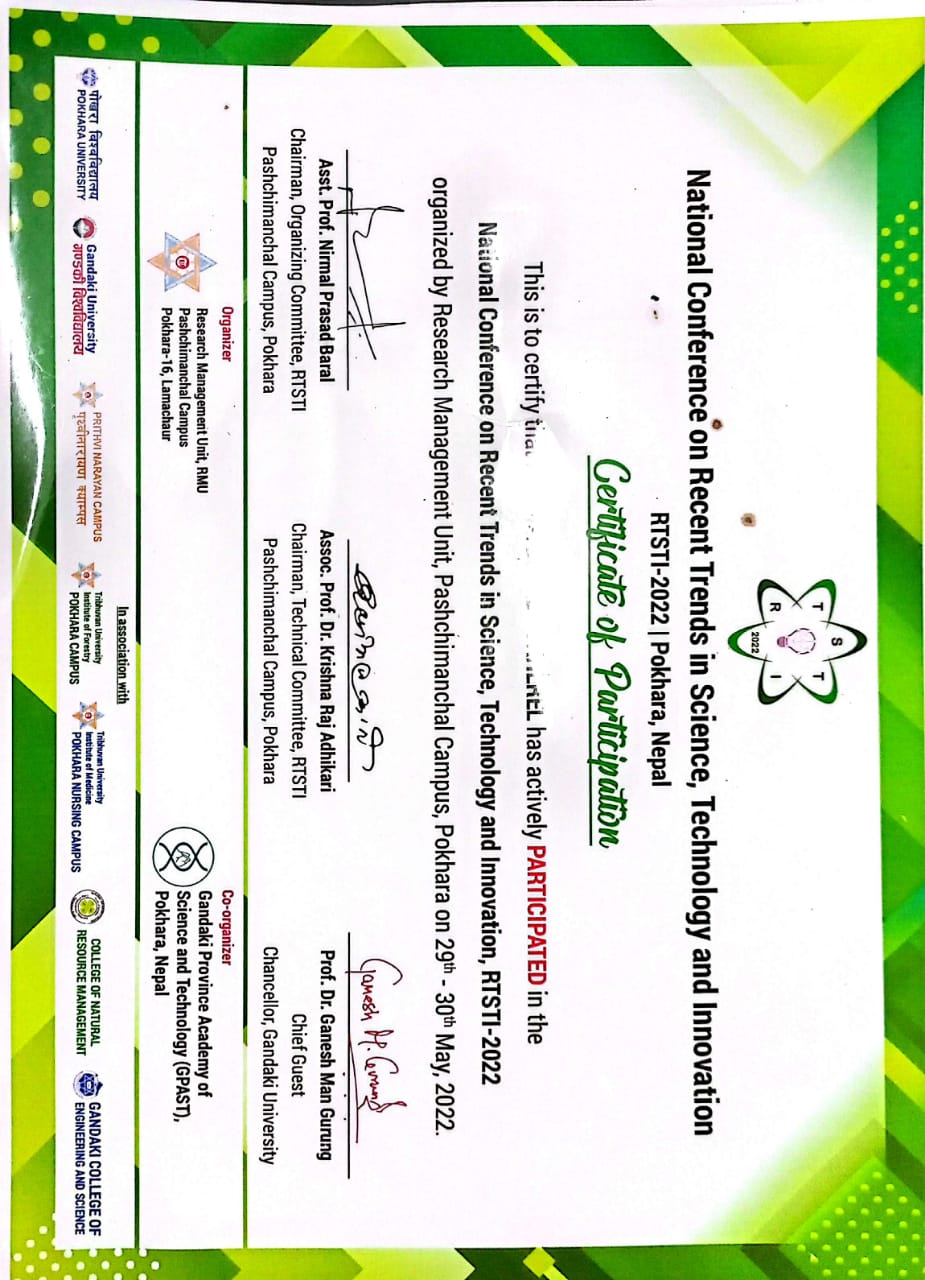 R T S T I
2022
National Conference on Recent Trends in Science, Technology and Innovation
RTSTI-2022 | Pokhara, Nepal
Certificate of Participation
This is to certify that has actively PARTICIPATED in the
National Conference on Recent Trends in Science, Technology and Innovation, RTSTI-2022
organized by Research Management Unit, Pashchimanchal Campus, Pokhara on 29th - 30th May, 2022.
Ganesh M. Gurung
Asst. Prof. Nirmal Prasad Baral
Chairman, Organizing Committee, RTSTI
Pashchimanchal Campus, Pokhara
Assoc. Prof. Dr. Krishna Raj Adhikari
Chairman, Technical Committee, RTSTI
Pashchimanchal Campus, Pokhara
Prof. Dr. Ganesh Man Gurung
Chief Guest
Chancellor, Gandaki University
Organizer
Research Management Unit, RMU
Pashchimanchal Campus
Pokhara-16, Lamachaur
Co-organizer
Gandaki Province Academy of
Science and Technology (GPAST),
Pokhara, Nepal
In association with
पोखरा विश्वविद्यालय
POKHARA UNIVERSITY
Gandaki University
गण्डकी विश्वविद्यालय
PRITHVI NARAYAN CAMPUS
पृथ्वीनारायण क्याम्पस
Tribhuvan University
Institute of Forestry
POKHARA CAMPUS
Tribhuvan University
Institute of Medicine
POKHARA NURSING CAMPUS
COLLEGE OF NATURAL
RESOURCE MANAGEMENT
GANDAKI COLLEGE OF
ENGINEERING AND SCIENCE